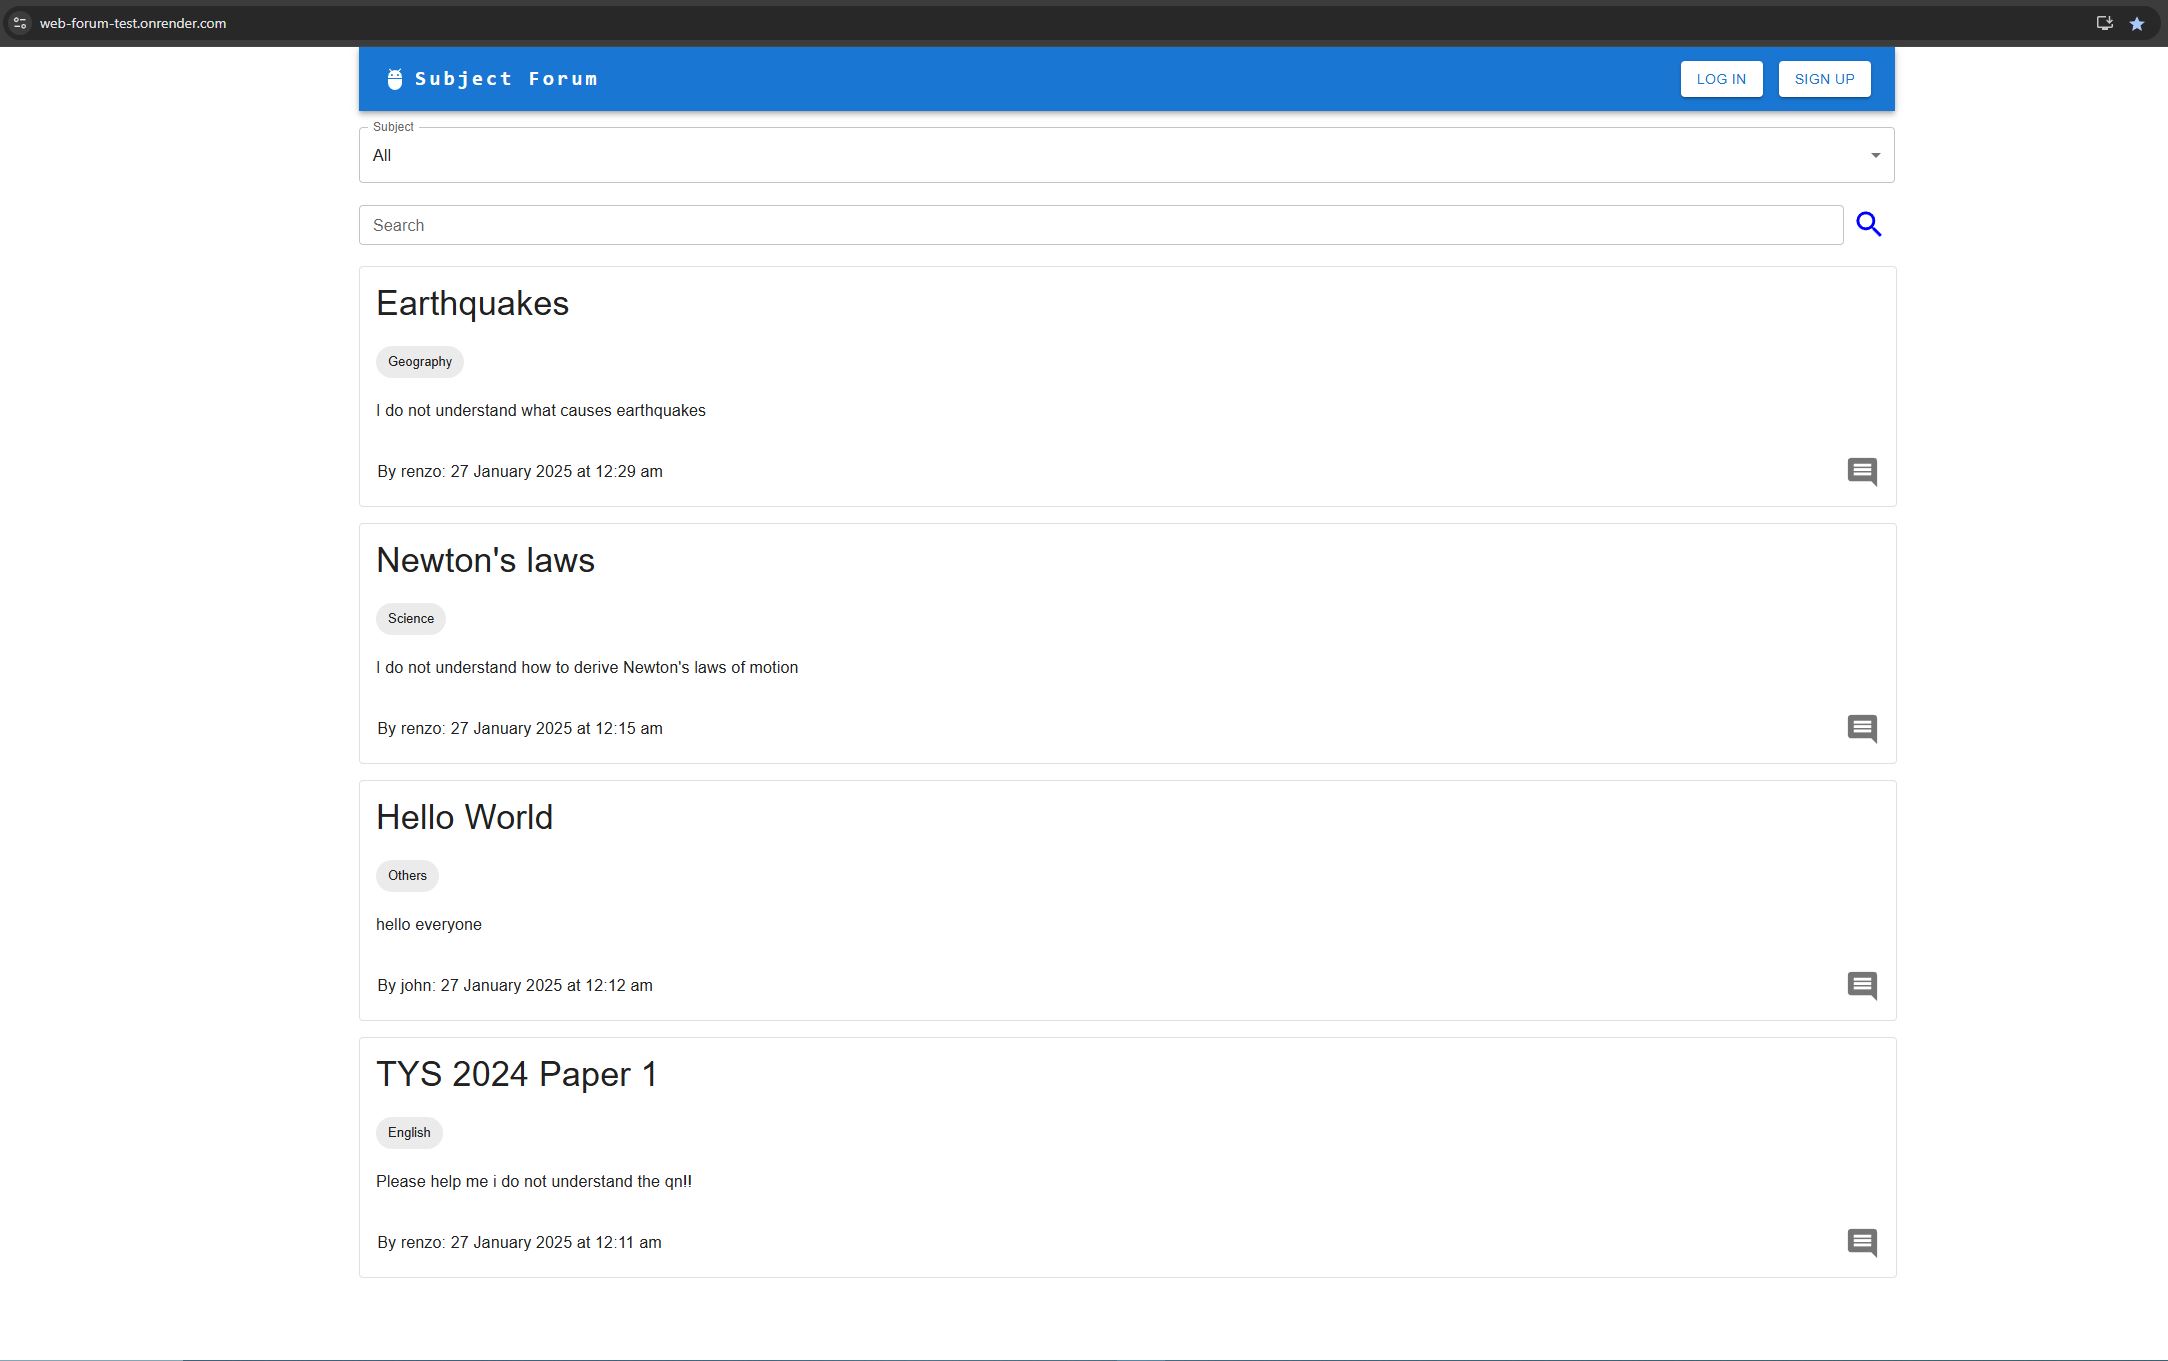 web-forum-test.onrender.com
Subject Forum
LOG IN
SIGN UP
Subject
All
Search
Earthquakes
Geography
I do not understand what causes earthquakes
By renzo: 27 January 2025 at 12:29 am
Newton's laws
Science
I do not understand how to derive Newton's laws of motion
By renzo: 27 January 2025 at 12:15 am
Hello World
Others
hello everyone
By john: 27 January 2025 at 12:12 am
TYS 2024 Paper 1
English
Please help me i do not understand the qn!!
By renzo: 27 January 2025 at 12:11 am